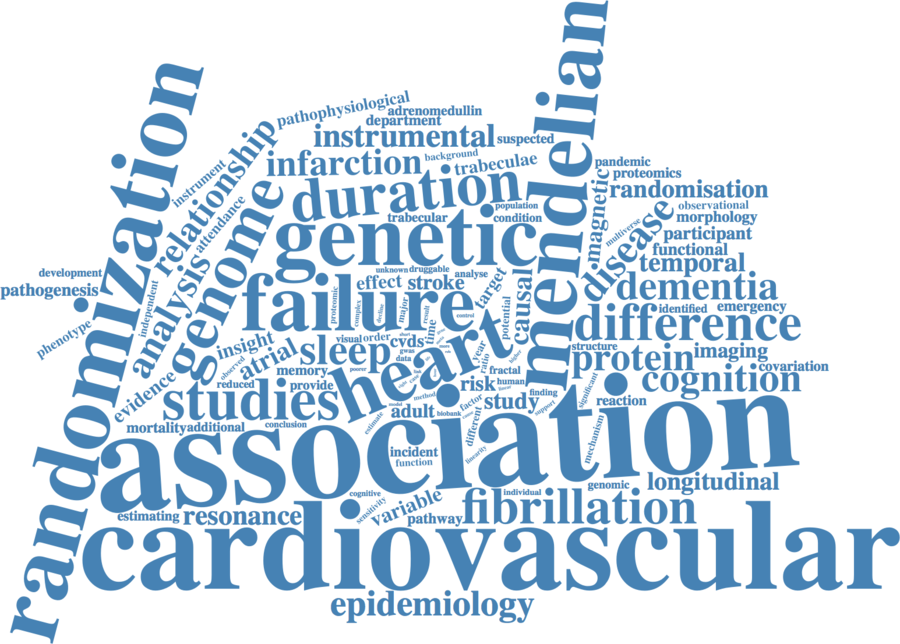 randomization
cardiovascular
association
mendelian
genetic
failure
heart
genome
duration
studies
difference
fibrillation
disease
relationship
analysis
sleep
protein
cognition
dementia
instrumental
infarction
epidemiology
resonance
longitudinal
randomisation
temporal
causal
atrial
stroke
imaging
magnetic
variable
evidence
insight
risk
study
adult
target
effect
cvds
time
pathophysiological
adrenomedullin
department
suspected
background
trabeculae
pandemic
proteomics
observational
morphology
multiverse
participant
functional
identified
emergency
structure
covariation
instrument
attendance
independent
development
pathogenesis
phenotype
observed
reduced
provide
memory
mortality
additional
conclusion
estimating
trabecular
population
condition
unknown
druggable
analyse
proteomic
complex
decline
major
result
control
potential
visual
order
gwas
data
poorer
year
ratio
higher
fractal
human
finding
support
significant
reaction
mechanism
factor
different
linearity
method
model
biobank
estimate
incident
function
cognitive
sensitivity
pathway
individual
genomic